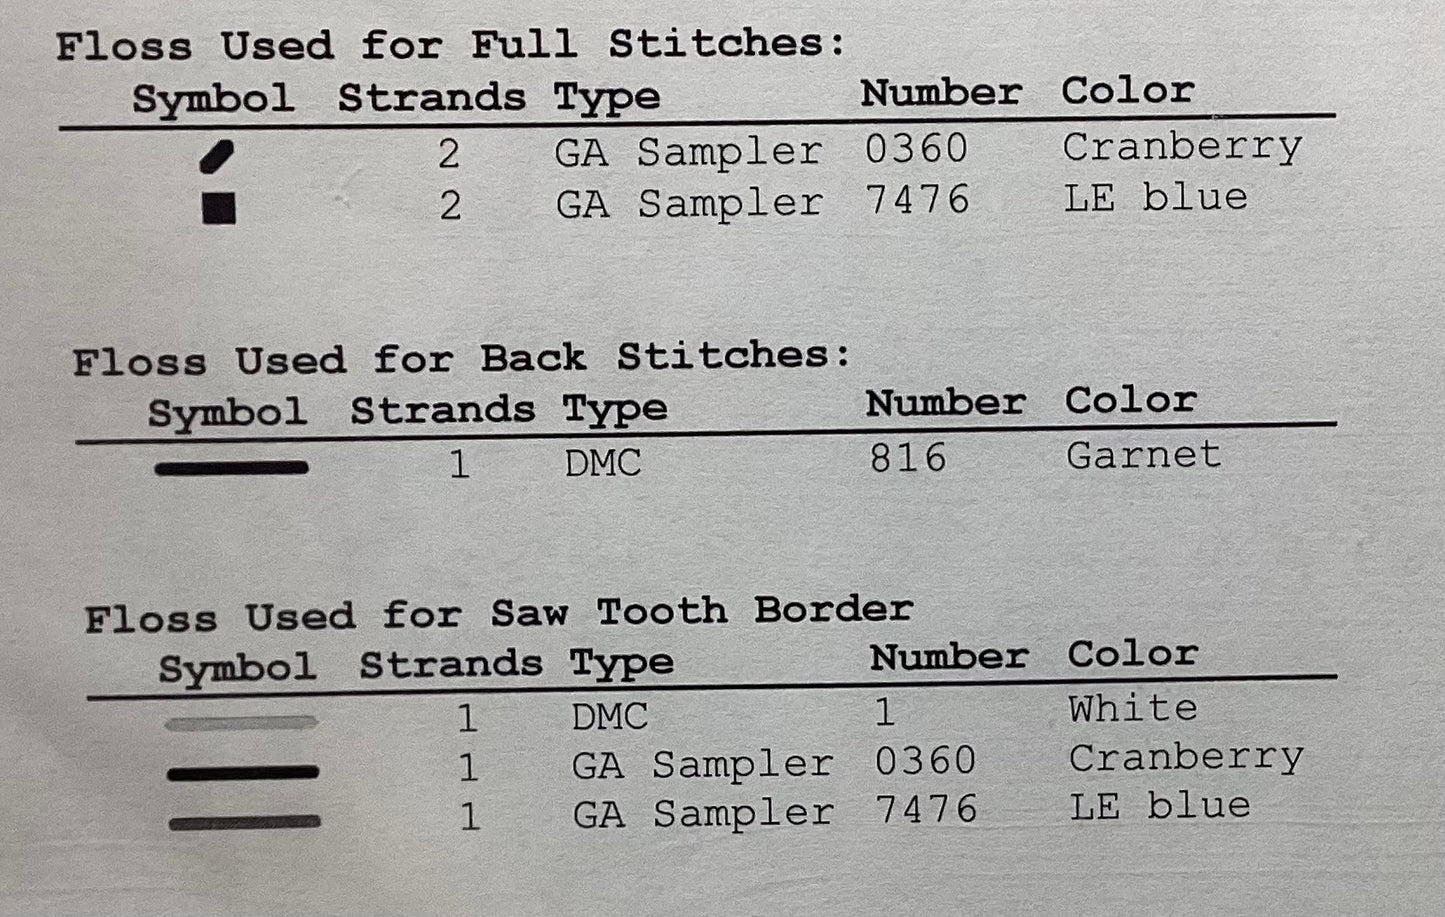 Floss Used for Full Stitches:
Symbol Strands Type Number Color
2 GA Sampler 0360 Cranberry
2 GA Sampler 7476 LE blue
Floss Used for Back Stitches:
Symbol Strands Type Number Color
1 DMC 816 Garnet
Floss Used for Saw Tooth Border
Symbol Strands Type Number Color
1 DMC 1 White
1 GA Sampler 0360 Cranberry
1 GA Sampler 7476 LE blue